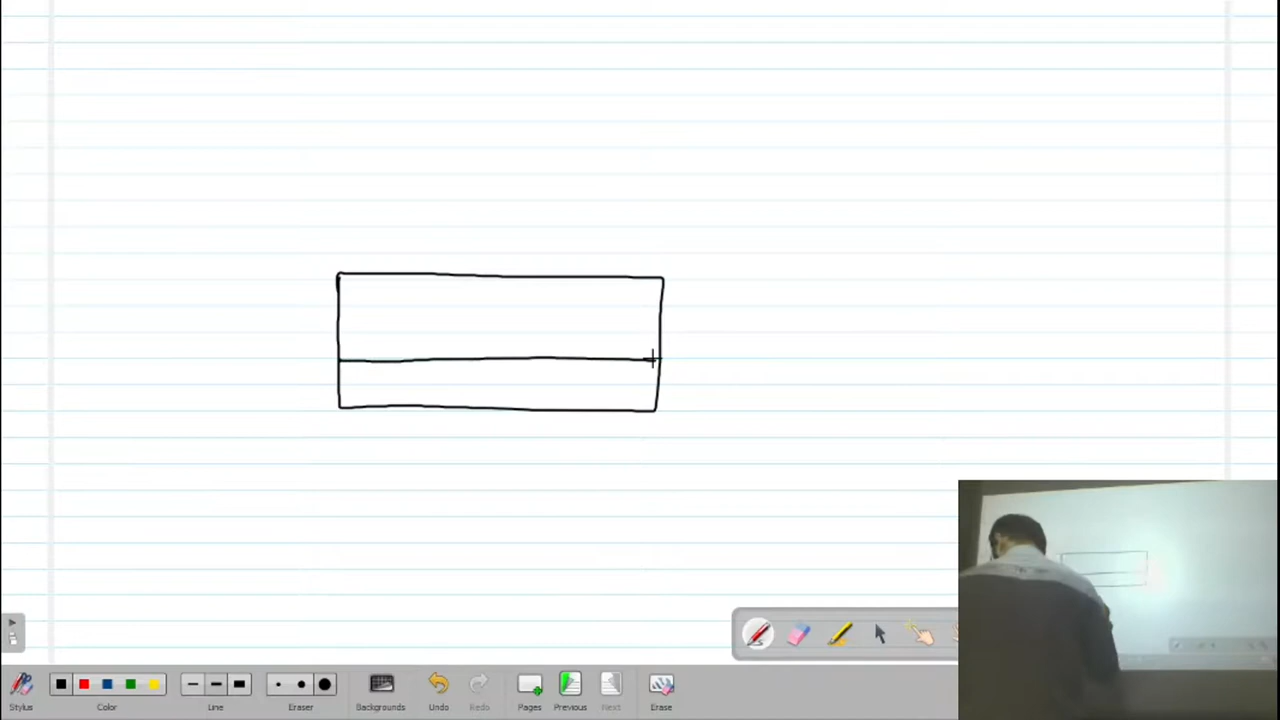 Stylus
Color
Line
Eraser
Backgrounds
Undo
Redo
Pages
Previous
Next
Erase